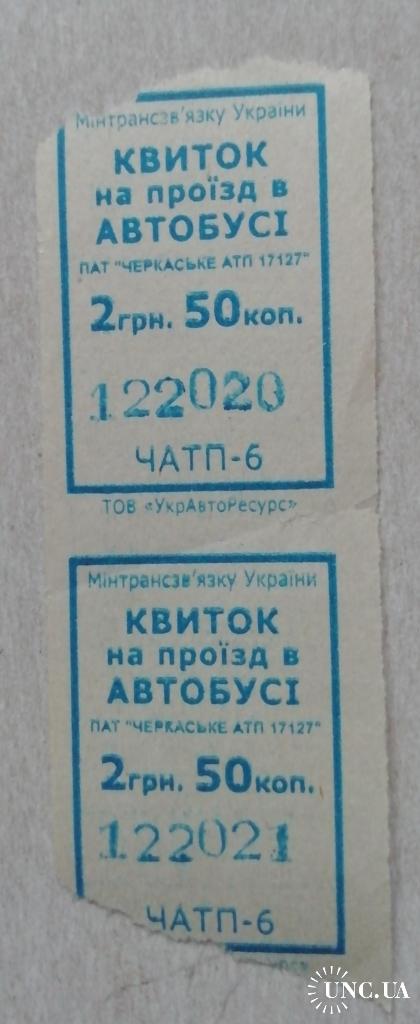 Мінтрансзв'язку України
КВИТОК
на проїзд в
АВТОБУСІ
ПАТ "ЧЕРКАСЬКЕ АТП 17127"
2грн. 50коп.
122020
ЧАТП-6
ТОВ «УкрАвтоРесурс»
Мінтрансзв'язку України
КВИТОК
на проїзд в
АВТОБУСІ
ПАТ "ЧЕРКАСЬКЕ АТП 17127"
2грн. 50коп.
122021
ЧАТП-6
UNC.UA